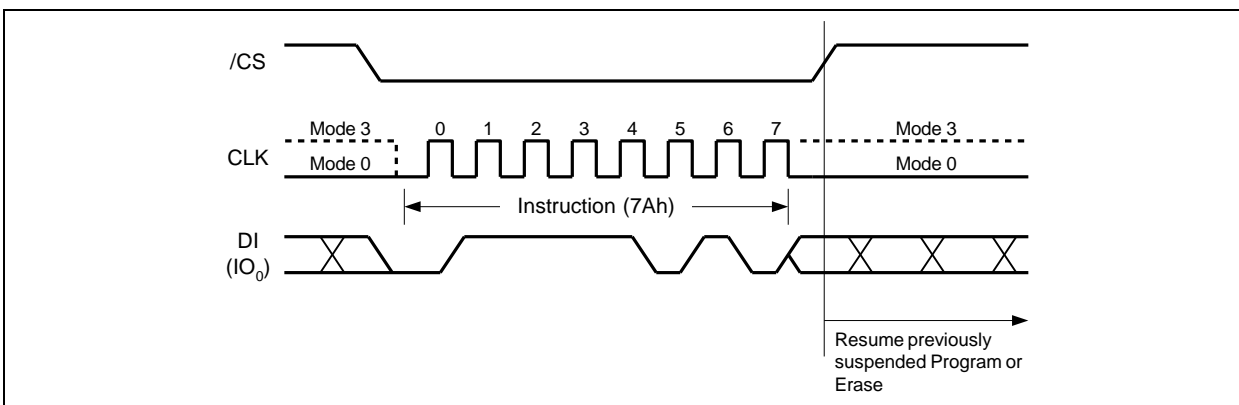 /CS
Mode 3 0 1 2 3 4 5 6 7 Mode 3
CLK
Mode 0 Mode 0
Instruction (7Ah)
DI
(IO₀)
Resume previously
suspended Program or
Erase